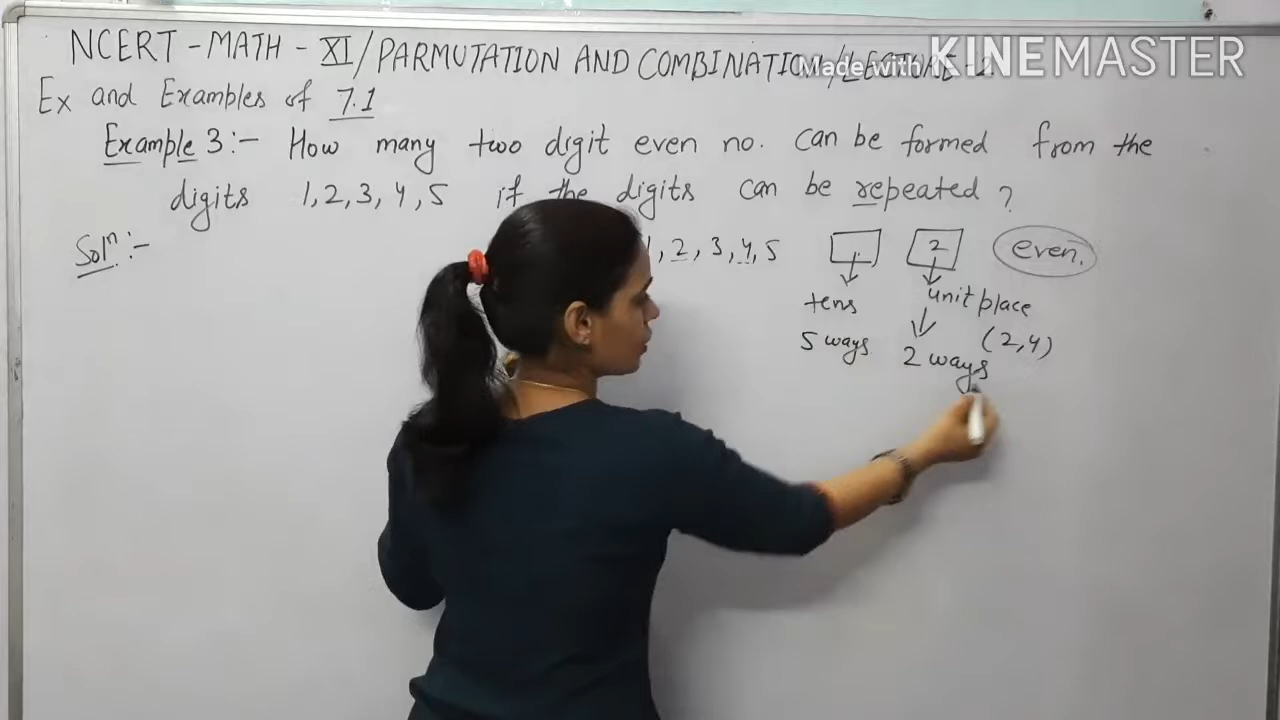 NCERT - MATH - XI / PARMUTATION AND COMBINATION / LECTURE - 2
Made with KINEMASTER
Ex and Examples of 7.1
Example 3:- How many two digit even no. can be formed from the
digits 1, 2, 3, 4, 5 if the digits can be repeated ?
Solⁿ:-
1, 2, 3, 4, 5 1 2 even.
tens unit place
5 ways 2 ways (2, 4)